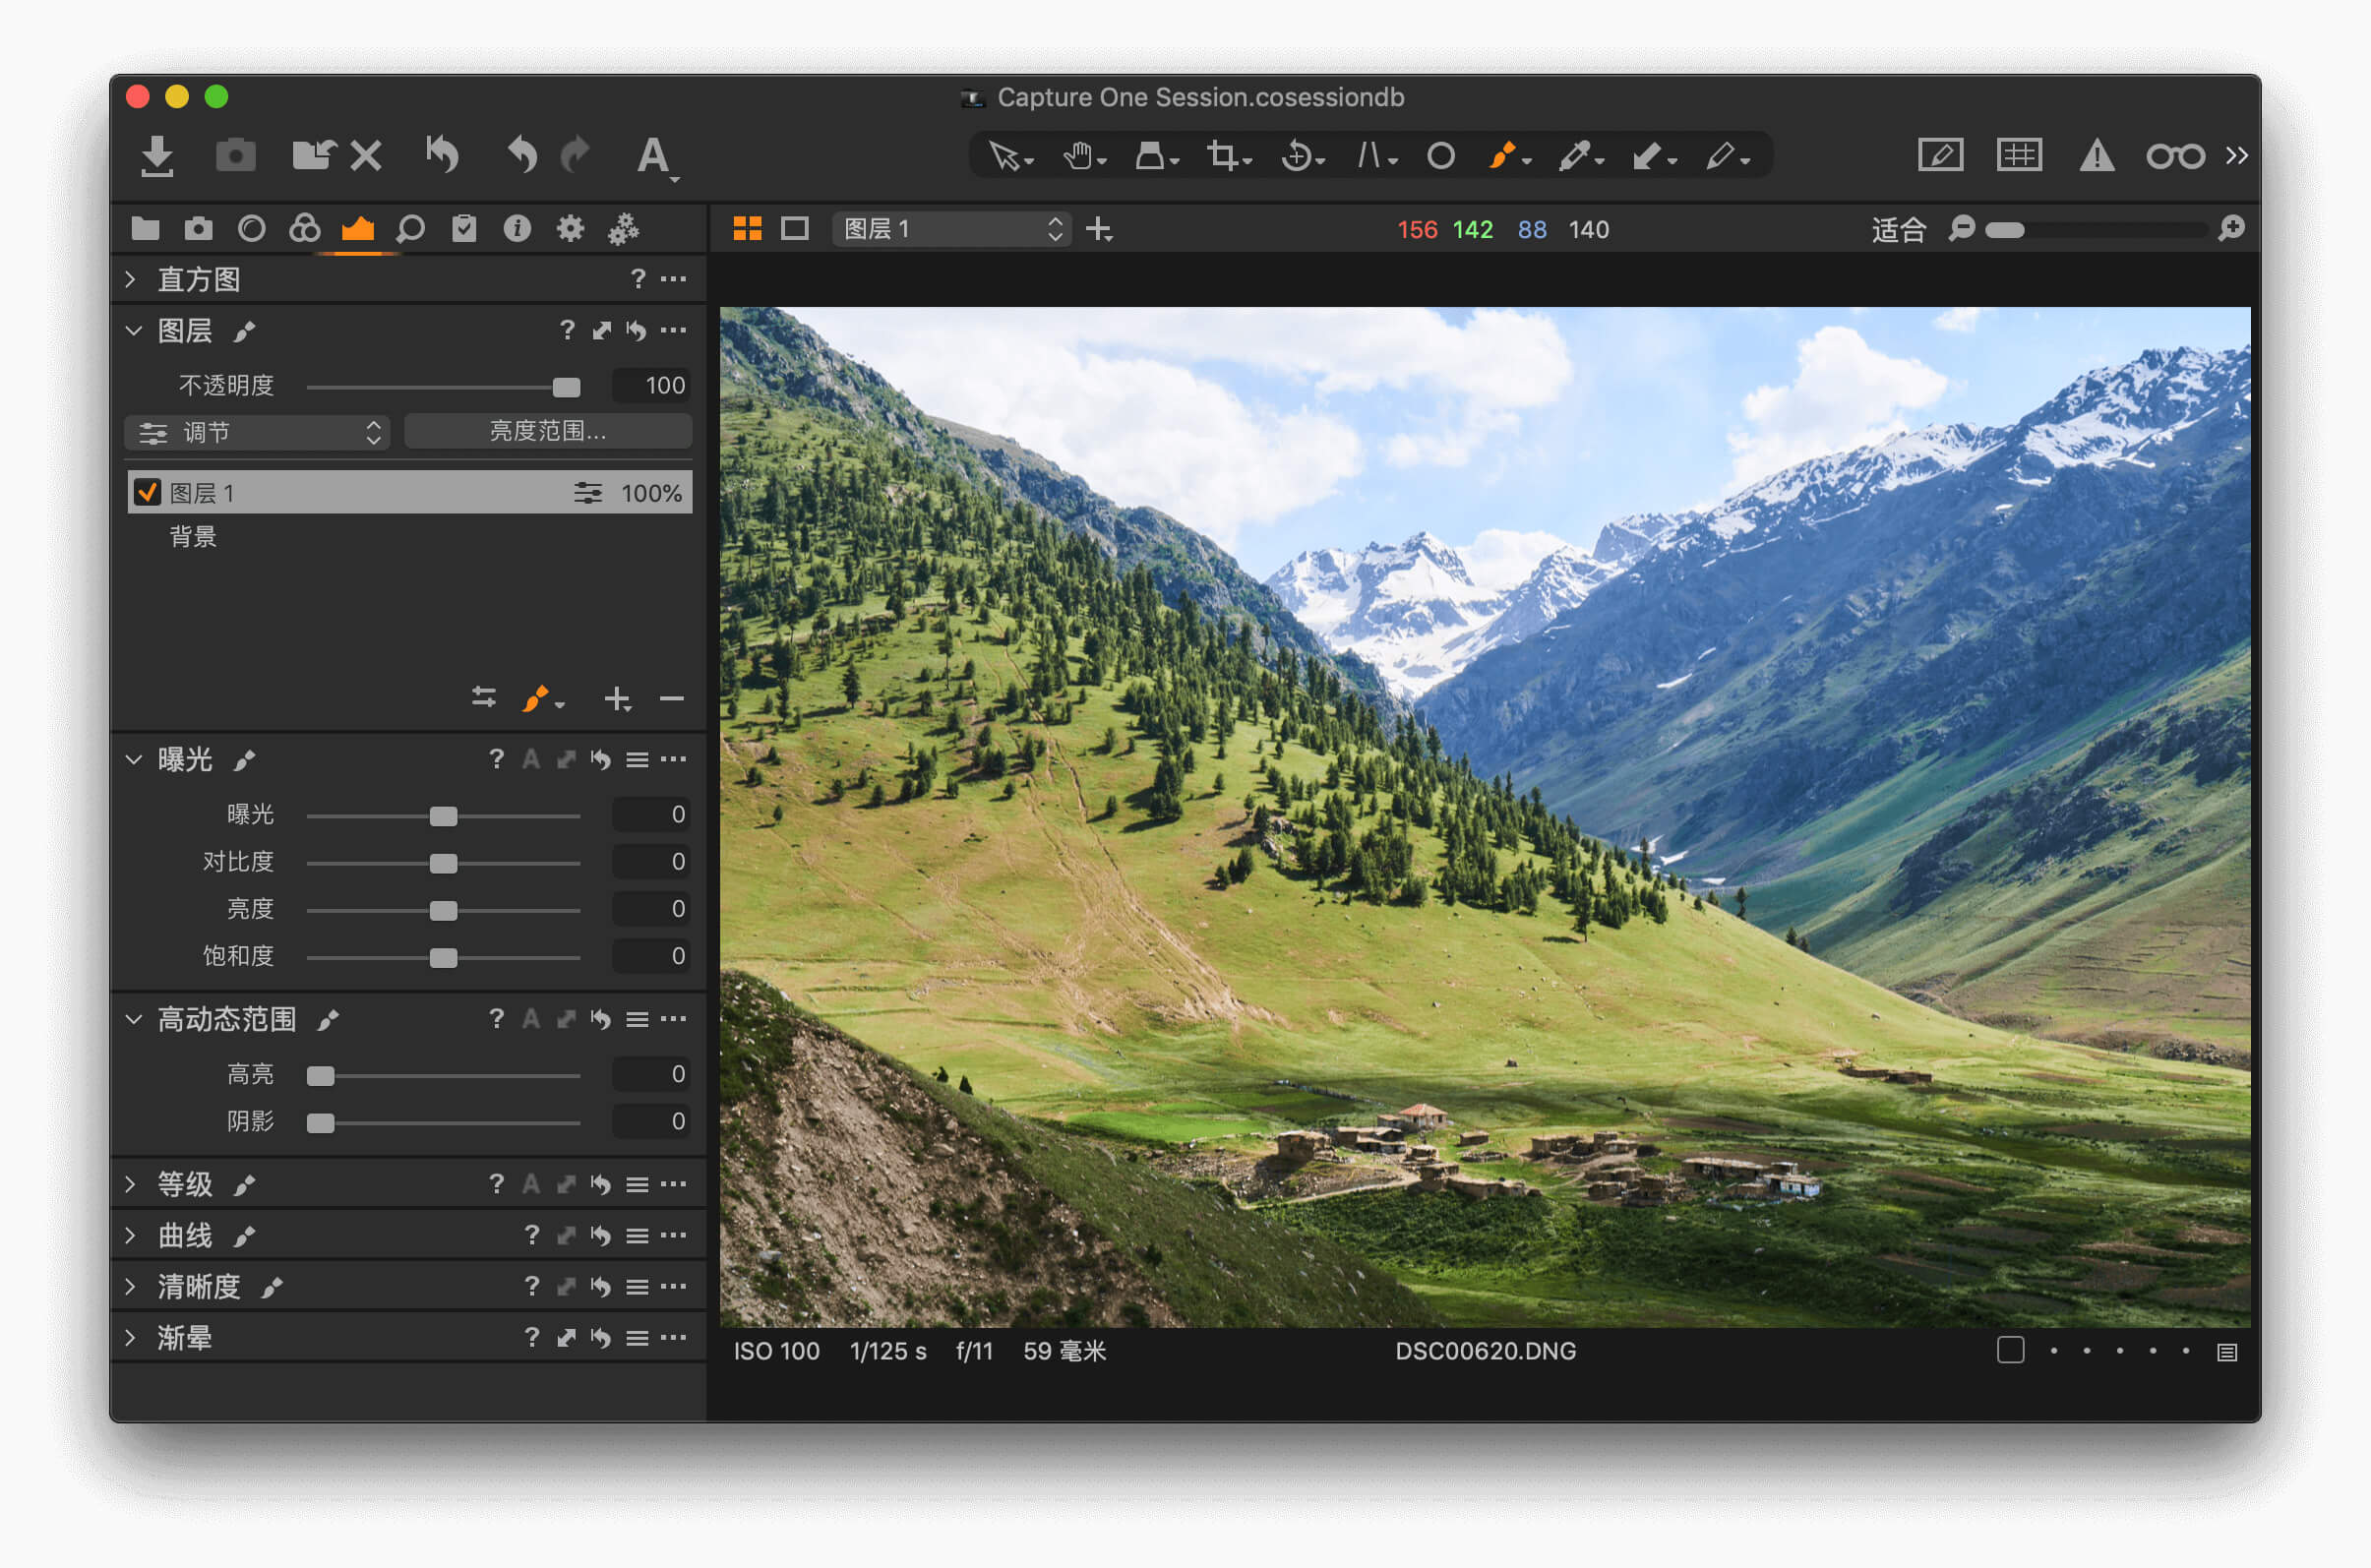 Capture One Session.cosessiondb
A
图层 1
156 142 88 140
适合
直方图 ?
图层 ?
不透明度 100
调节 亮度范围...
图层 1 100%
背景
曝光 ? A
曝光 0
对比度 0
亮度 0
饱和度 0
高动态范围 ? A
高亮 0
阴影 0
等级 ? A
曲线 ?
清晰度 ?
渐晕 ?
ISO 100 1/125 s f/11 59 毫米 DSC00620.DNG